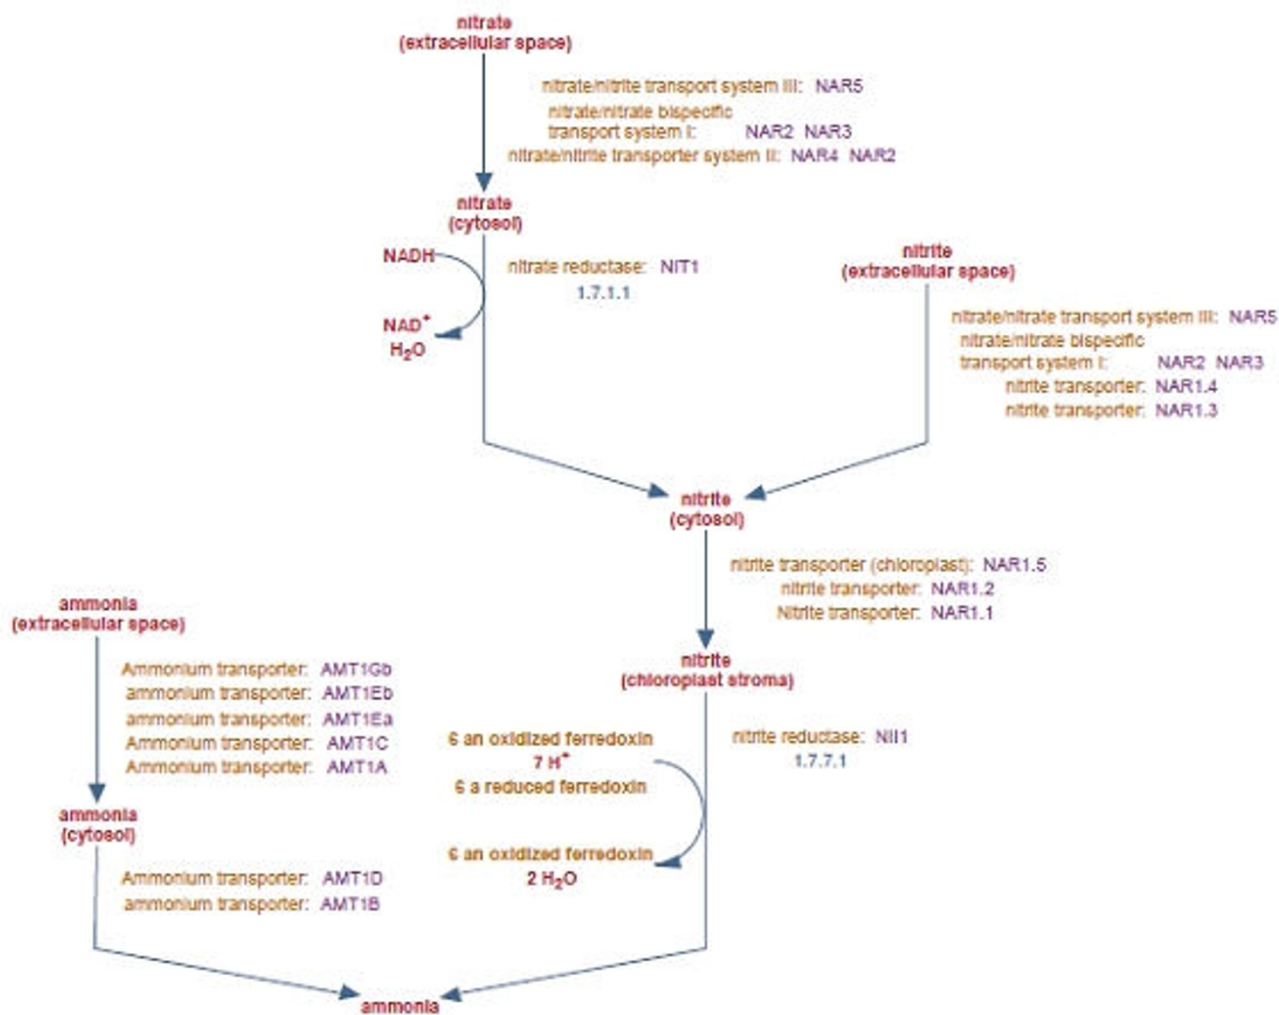 nitrate
(extracellular space)
nitrate/nitrite transport system III: NAR5
nitrate/nitrate bispecific
transport system I: NAR2 NAR3
nitrate/nitrite transporter system II: NAR4 NAR2
nitrate
(cytosol)
NADH
nitrate reductase: NIT1
1.7.1.1
NAD+
H2O
nitrite
(extracellular space)
nitrate/nitrate transport system III: NAR5
nitrate/nitrate bispecific
transport system I: NAR2 NAR3
nitrite transporter: NAR1.4
nitrite transporter: NAR1.3
nitrite
(cytosol)
nitrite transporter (chloroplast): NAR1.5
nitrite transporter: NAR1.2
Nitrite transporter: NAR1.1
nitrite
(chloroplast stroma)
ammonia
(extracellular space)
Ammonium transporter: AMT1Gb
ammonium transporter: AMT1Eb
ammonium transporter: AMT1Ea
Ammonium transporter: AMT1C
Ammonium transporter: AMT1A
ammonia
(cytosol)
Ammonium transporter: AMT1D
ammonium transporter: AMT1B
6 an oxidized ferredoxin
7 H+
6 a reduced ferredoxin
nitrite reductase: NII1
1.7.7.1
6 an oxidized ferredoxin
2 H2O
ammonia